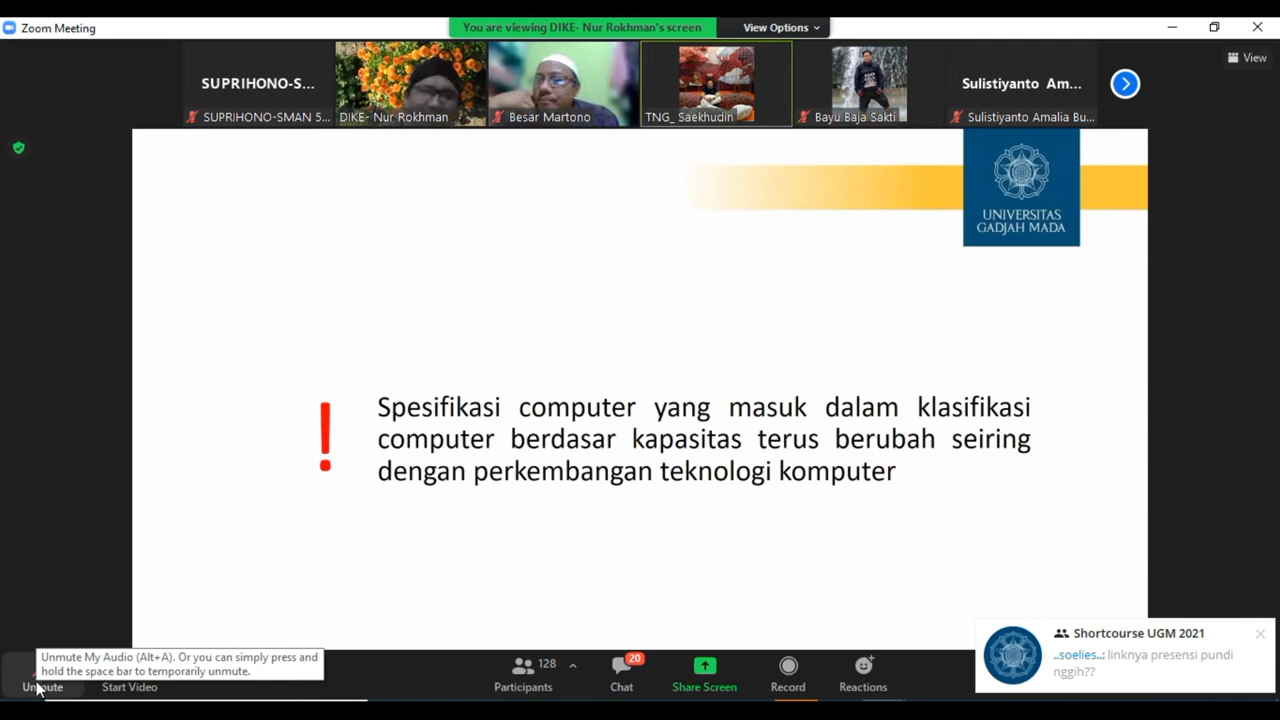 Zoom Meeting
You are viewing DIKE- Nur Rokhman's screen
View Options
View
SUPRIHONO-S...
SUPRIHONO-SMAN 5...
DIKE- Nur Rokhman
Besar Martono
TNG_ Saekhudin
Bayu Baja Sakti
Sulistiyanto Am...
Sulistiyanto Amalia Bu...
UNIVERSITAS
GADJAH MADA
! Spesifikasi computer yang masuk dalam klasifikasi
computer berdasar kapasitas terus berubah seiring
dengan perkembangan teknologi komputer
Shortcourse UGM 2021
..soelies..: linknya presensi pundi
nggih??
Unmute My Audio (Alt+A). Or you can simply press and
hold the space bar to temporarily unmute.
Unmute
Start Video
128
Participants
20
Chat
Share Screen
Record
Reactions